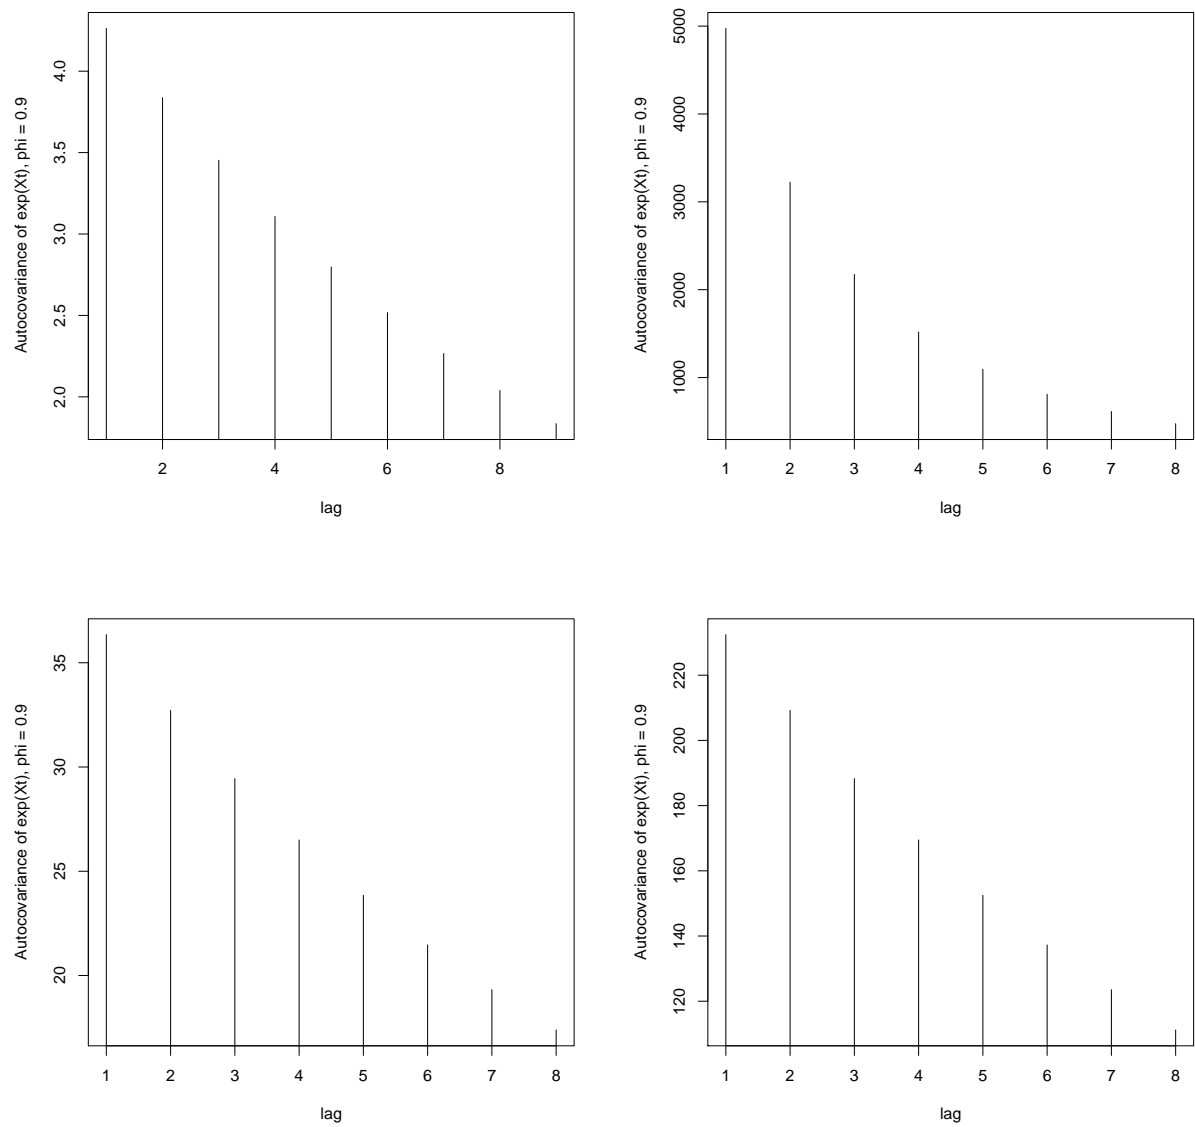 Autocovariance of exp(Xt), phi = 0.9
4.0
3.5
3.0
2.5
2.0
2 4 6 8
lag
Autocovariance of exp(Xt), phi = 0.9
5000
4000
3000
2000
1000
1 2 3 4 5 6 7 8
lag
Autocovariance of exp(Xt), phi = 0.9
35
30
25
20
1 2 3 4 5 6 7 8
lag
Autocovariance of exp(Xt), phi = 0.9
220
200
180
160
140
120
1 2 3 4 5 6 7 8
lag